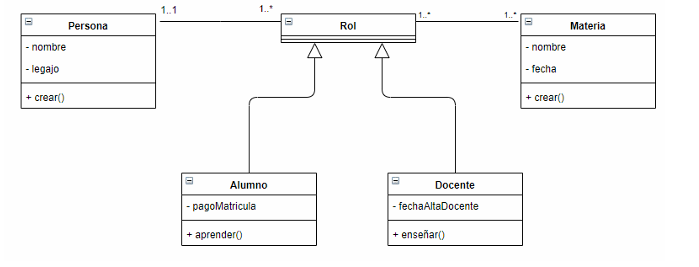 Persona
- nombre
- legajo
+ crear()
1..1
1..*
Rol
1..*
1..*
Materia
- nombre
- fecha
+ crear()
Alumno
- pagoMatricula
+ aprender()
Docente
- fechaAltaDocente
+ enseñar()